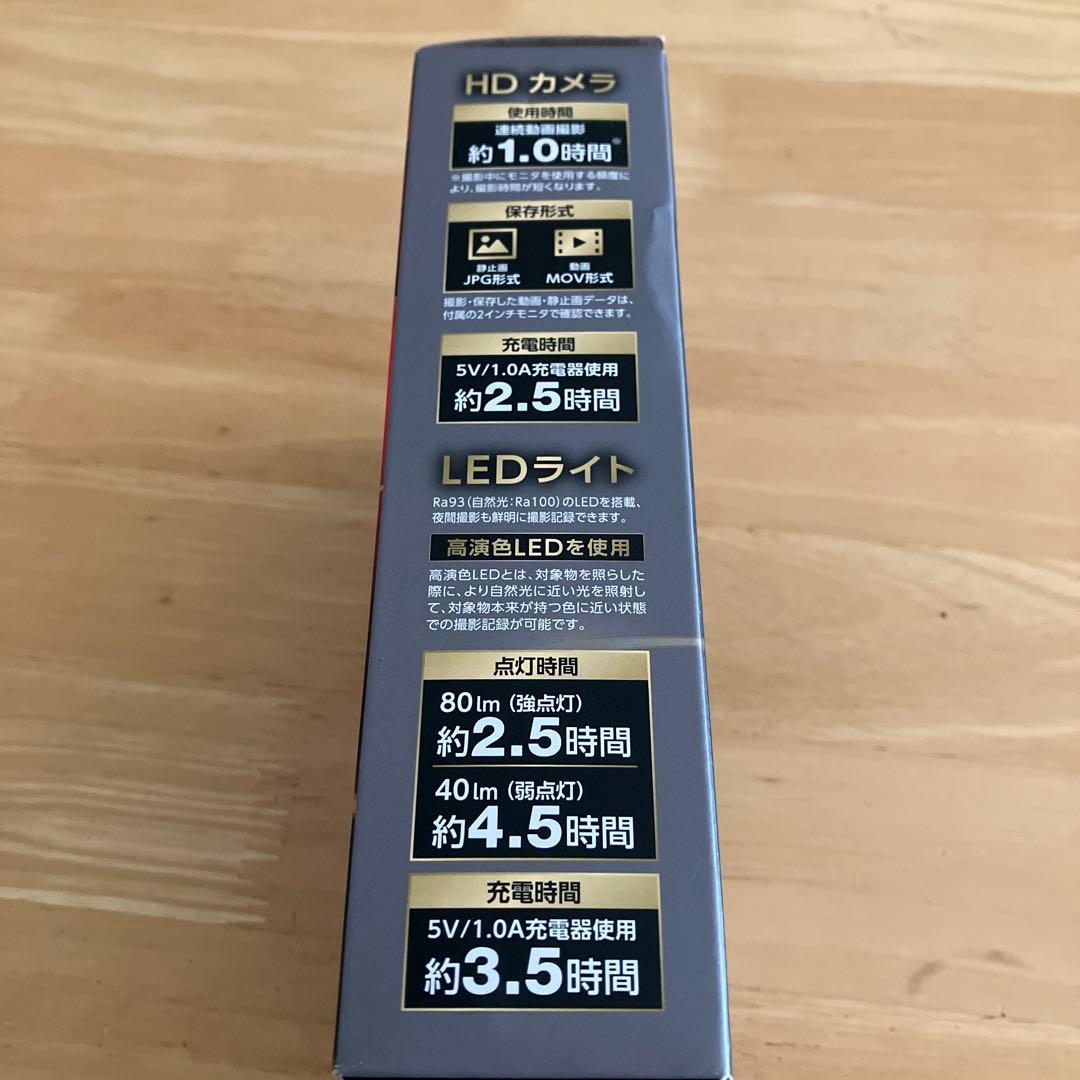 HD カメラ
使用時間
連続動画撮影
約1.0時間※
※撮影中にモニタを使用する頻度に
より、撮影時間が短くなります。
保存形式
静止画 動画
JPG形式 MOV形式
撮影・保存した動画・静止画データは、
付属の2インチモニタで確認できます。
充電時間
5V/1.0A充電器使用
約2.5時間
LEDライト
Ra93(自然光:Ra100)のLEDを搭載、
夜間撮影も鮮明に撮影記録できます。
高演色LEDを使用
高演色LEDとは、対象物を照らした
際に、より自然光に近い光を照射し
て、対象物本来が持つ色に近い状態
での撮影記録が可能です。
点灯時間
80lm (強点灯)
約2.5時間
40lm (弱点灯)
約4.5時間
充電時間
5V/1.0A充電器使用
約3.5時間